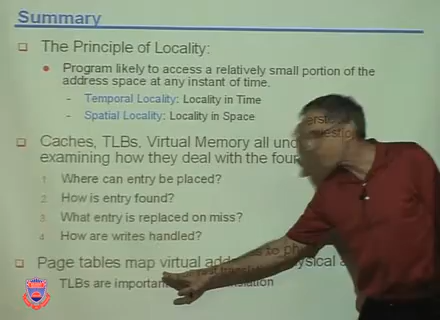 Summary
The Principle of Locality:
Program likely to access a relatively small portion of the
address space at any instant of time.
- Temporal Locality: Locality in Time
- Spatial Locality: Locality in Space
Caches, TLBs, Virtual Memory all
examining how they deal with the four
1. Where can entry be placed?
2. How is entry found?
3. What entry is replaced on miss?
4. How are writes handled?
Page tables map virtual
TLBs are important